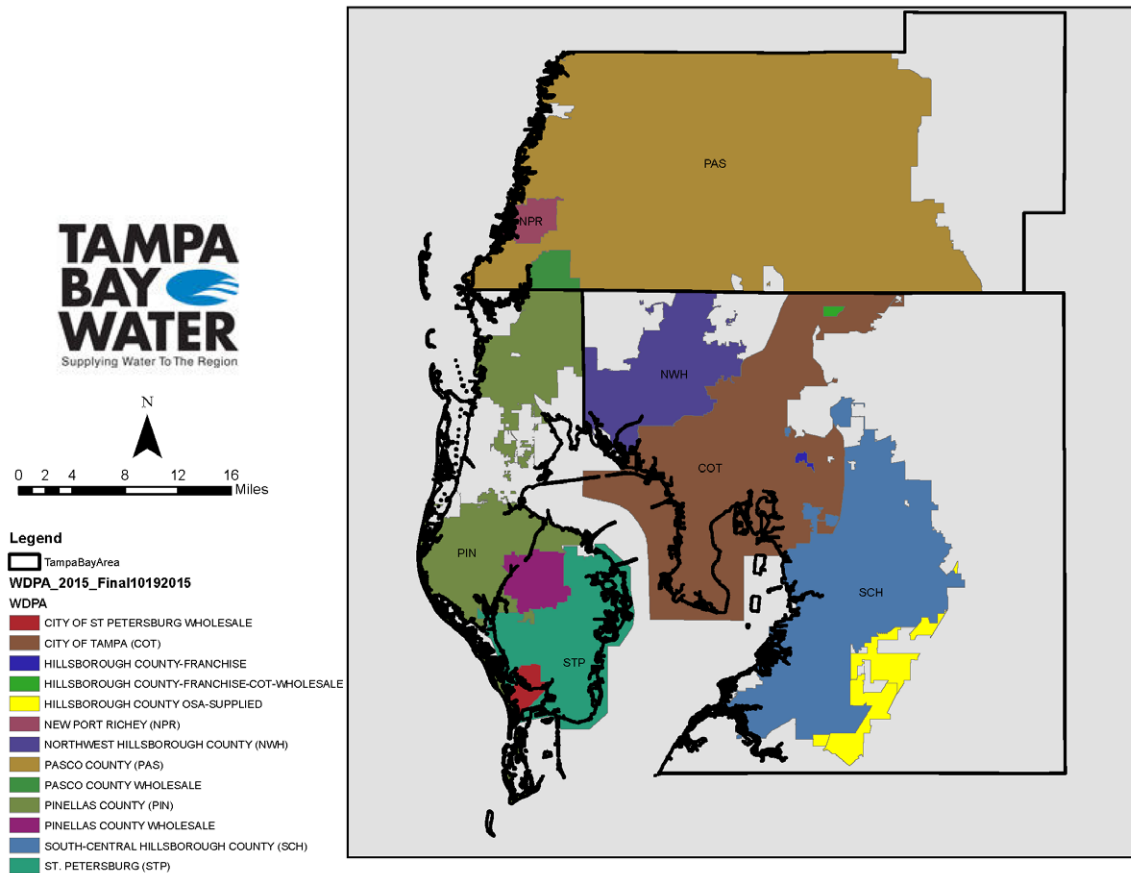 TAMPA
BAY
WATER
Supplying Water To The Region
N
0 2 4 8 12 16
Miles
Legend
TampaBayArea
WDPA_2015_Final10192015
WDPA
CITY OF ST PETERSBURG WHOLESALE
CITY OF TAMPA (COT)
HILLSBOROUGH COUNTY-FRANCHISE
HILLSBOROUGH COUNTY-FRANCHISE-COT-WHOLESALE
HILLSBOROUGH COUNTY OSA-SUPPLIED
NEW PORT RICHEY (NPR)
NORTHWEST HILLSBOROUGH COUNTY (NWH)
PASCO COUNTY (PAS)
PASCO COUNTY WHOLESALE
PINELLAS COUNTY (PIN)
PINELLAS COUNTY WHOLESALE
SOUTH-CENTRAL HILLSBOROUGH COUNTY (SCH)
ST. PETERSBURG (STP)
PAS
NPR
NWH
COT
PIN
SCH
STP